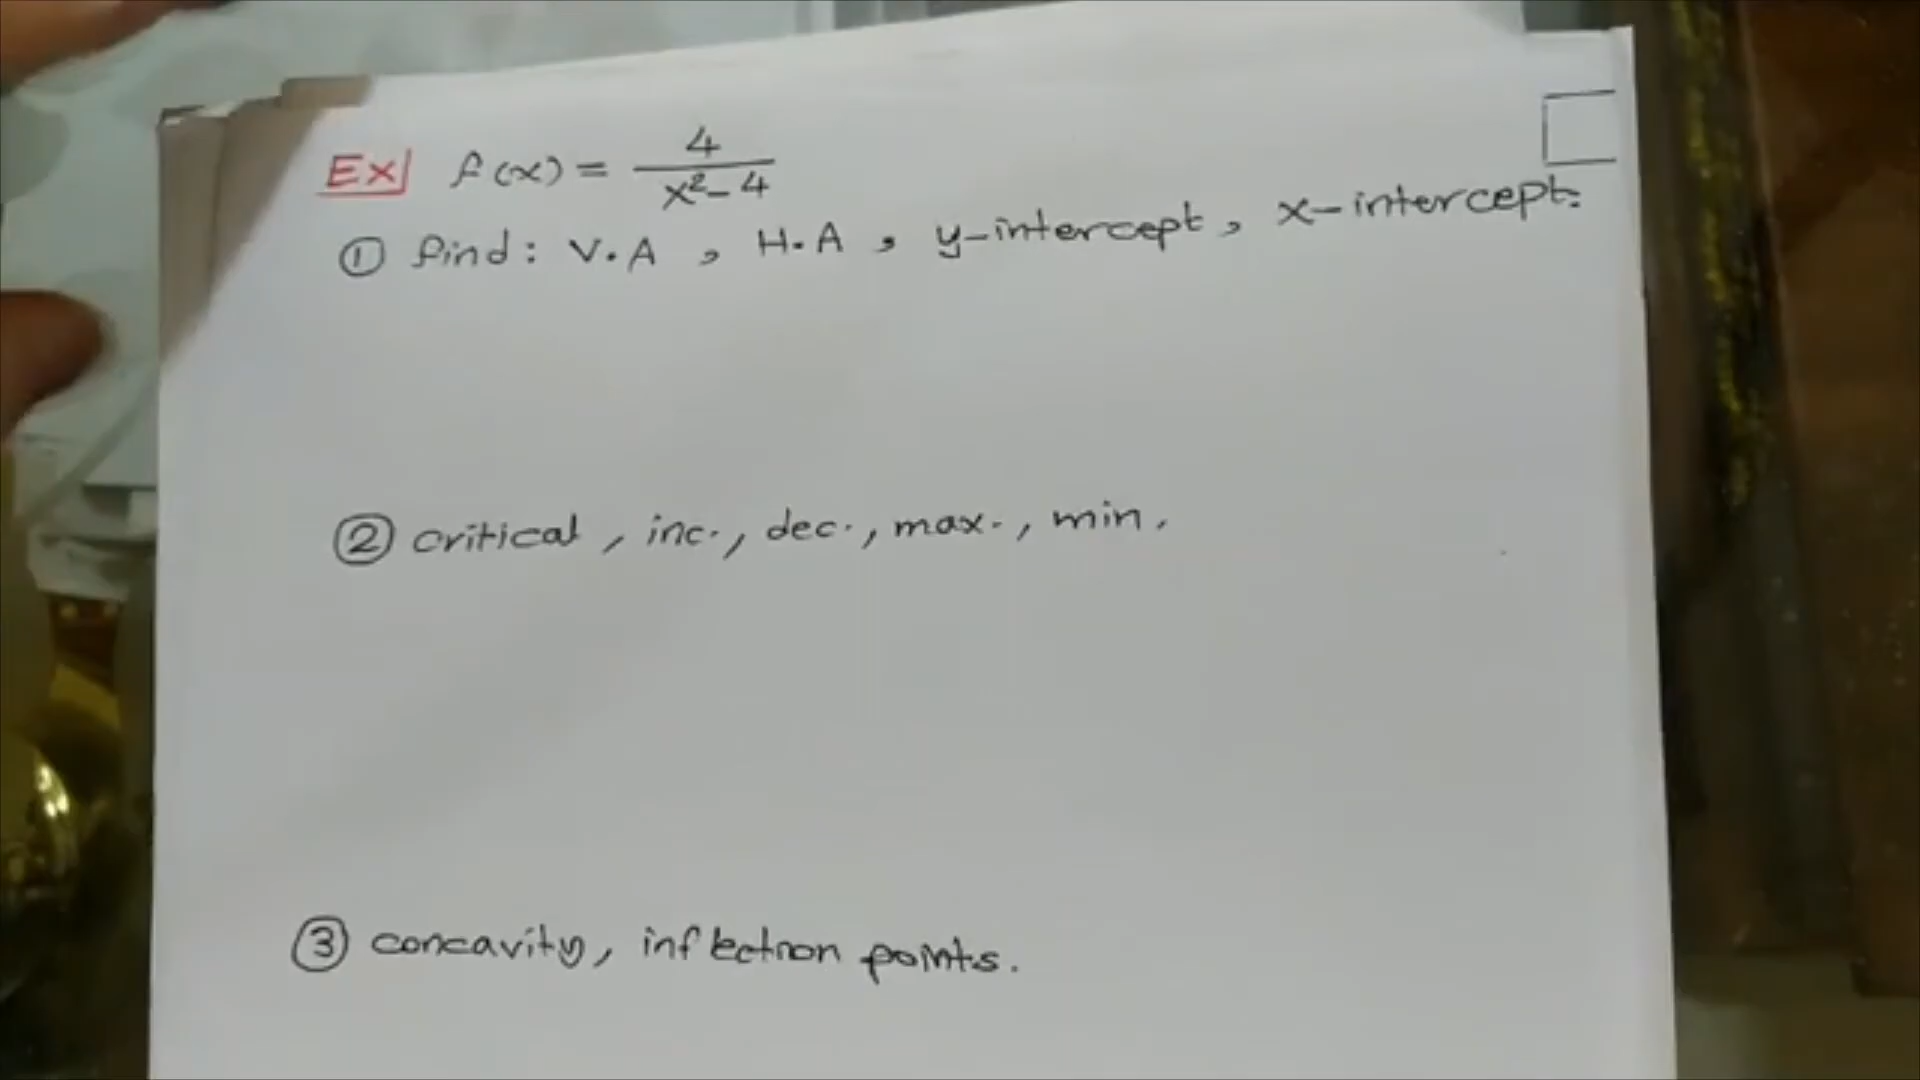 Ex| f(x) = 4 / (x² - 4)
① find: V.A , H.A , y-intercept, x-intercept.
② critical, inc., dec., max., min.
③ concavity, inflection points.